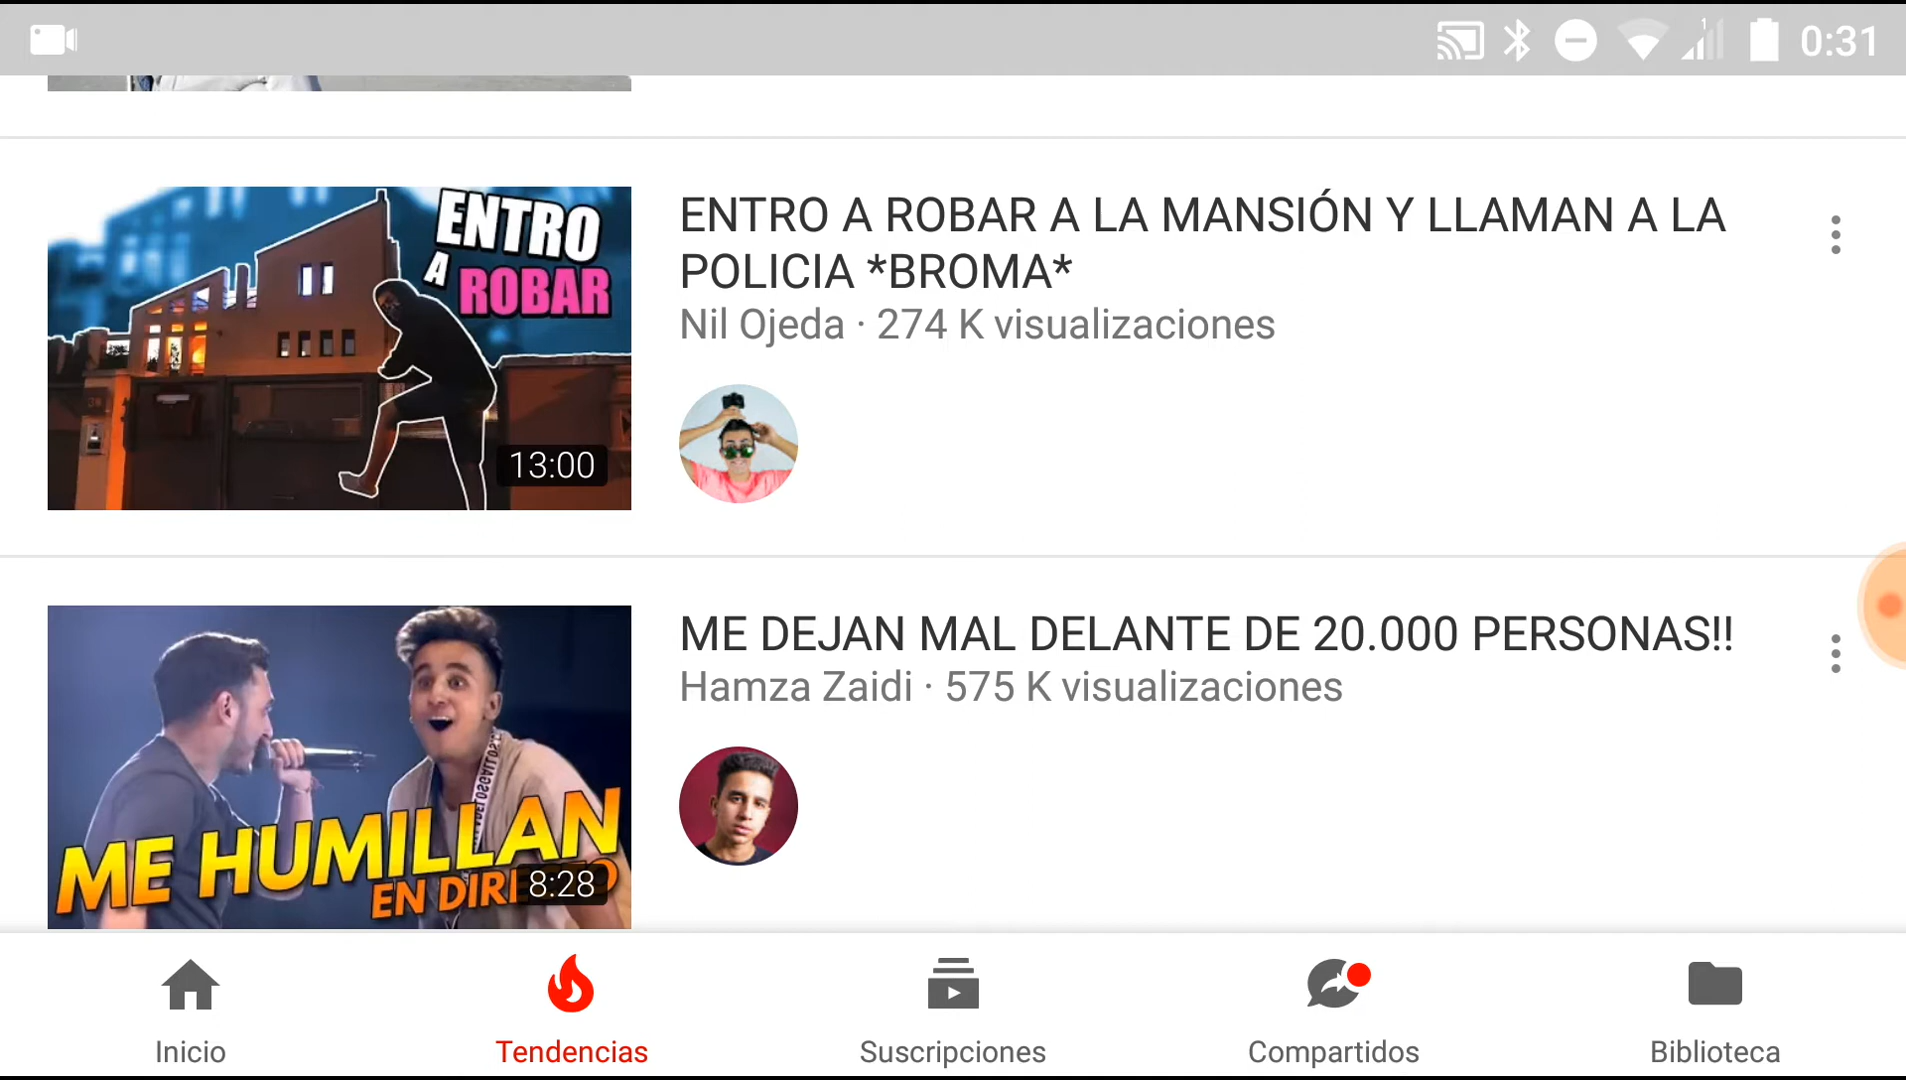 0:31
ENTRO
A ROBAR
13:00
ENTRO A ROBAR A LA MANSIÓN Y LLAMAN A LA
POLICIA *BROMA*
Nil Ojeda · 274 K visualizaciones
ME HUMILLAN
EN
8:28
ME DEJAN MAL DELANTE DE 20.000 PERSONAS!!
Hamza Zaidi · 575 K visualizaciones
Inicio
Tendencias
Suscripciones
Compartidos
Biblioteca